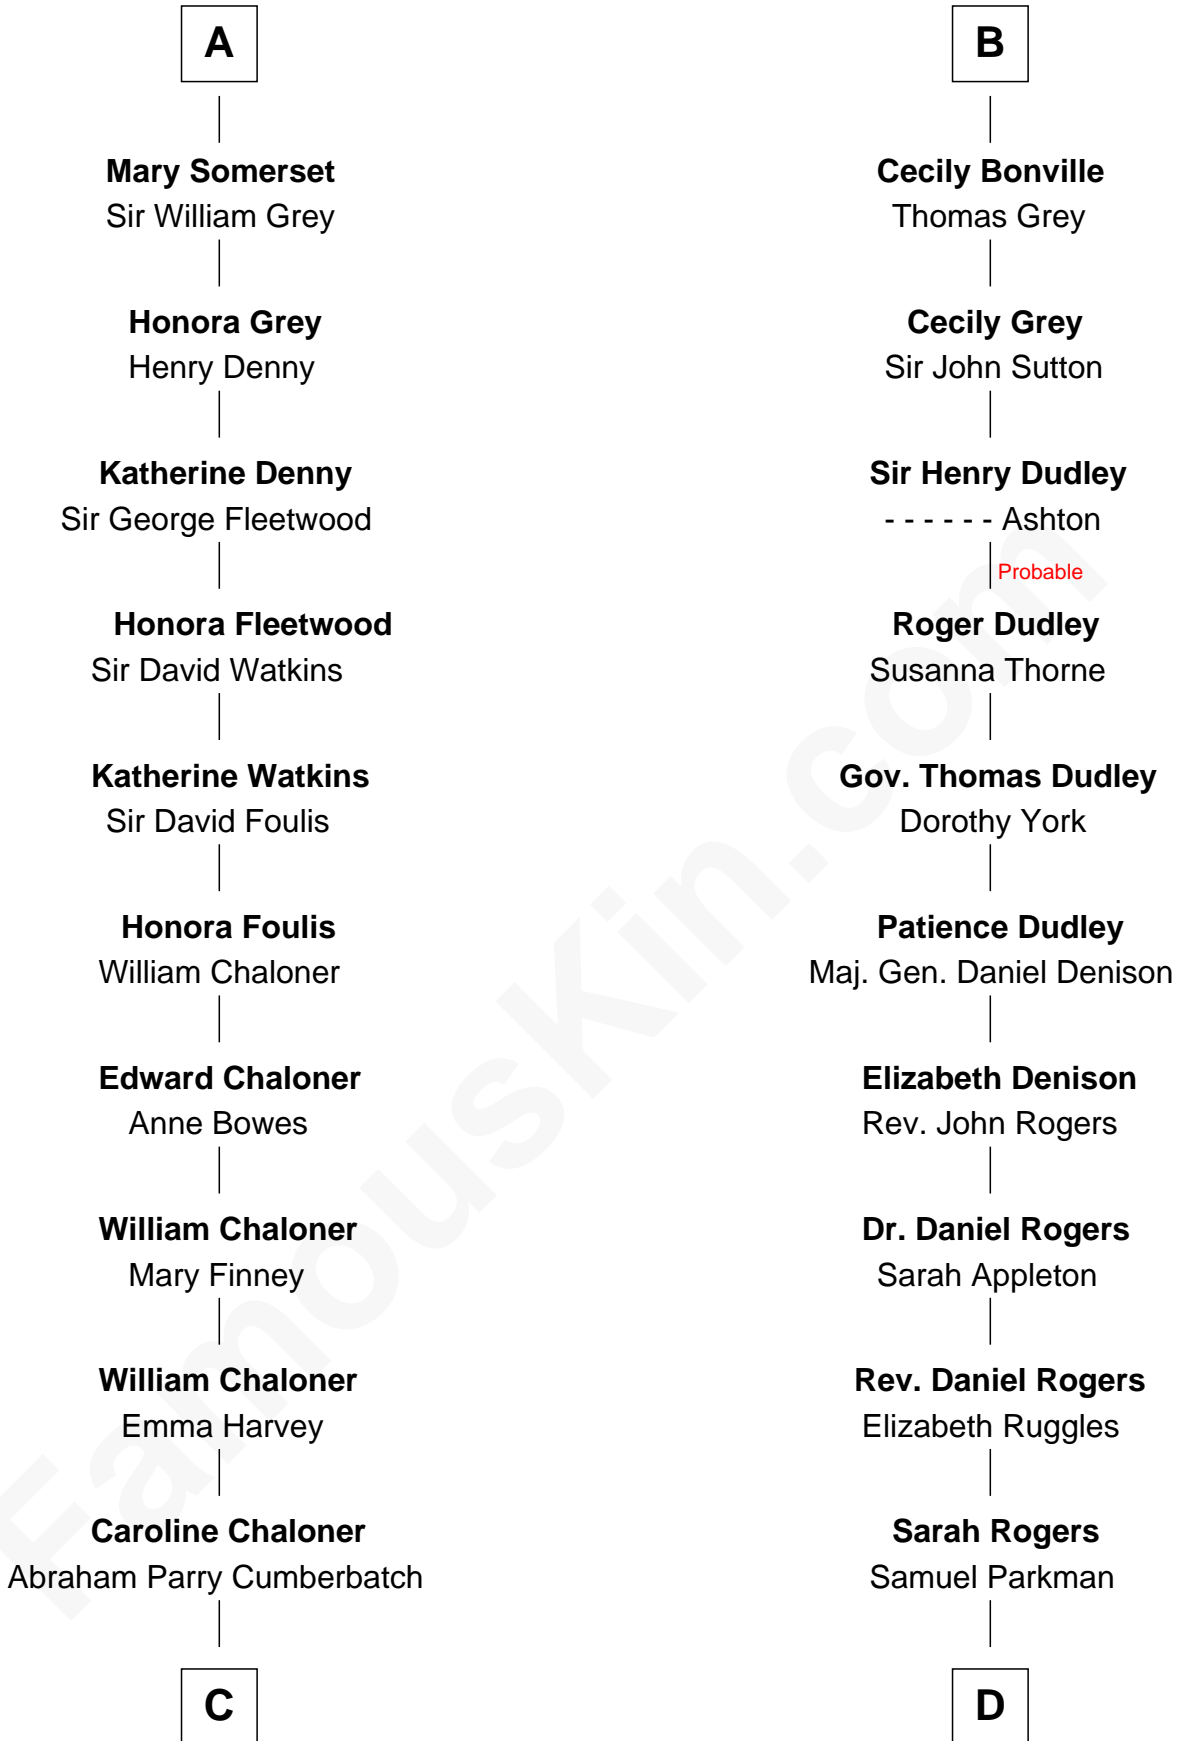 A
Mary Somerset
Sir William Grey
Honora Grey
Henry Denny
Katherine Denny
Sir George Fleetwood
Honora Fleetwood
Sir David Watkins
Katherine Watkins
Sir David Foulis
Honora Foulis
William Chaloner
Edward Chaloner
Anne Bowes
William Chaloner
Mary Finney
William Chaloner
Emma Harvey
Caroline Chaloner
Abraham Parry Cumberbatch
C
B
Cecily Bonville
Thomas Grey
Cecily Grey
Sir John Sutton
Sir Henry Dudley
- - - - - - Ashton
Probable
Roger Dudley
Susanna Thorne
Gov. Thomas Dudley
Dorothy York
Patience Dudley
Maj. Gen. Daniel Denison
Elizabeth Denison
Rev. John Rogers
Dr. Daniel Rogers
Sarah Appleton
Rev. Daniel Rogers
Elizabeth Ruggles
Sarah Rogers
Samuel Parkman
D
FamousKin.com